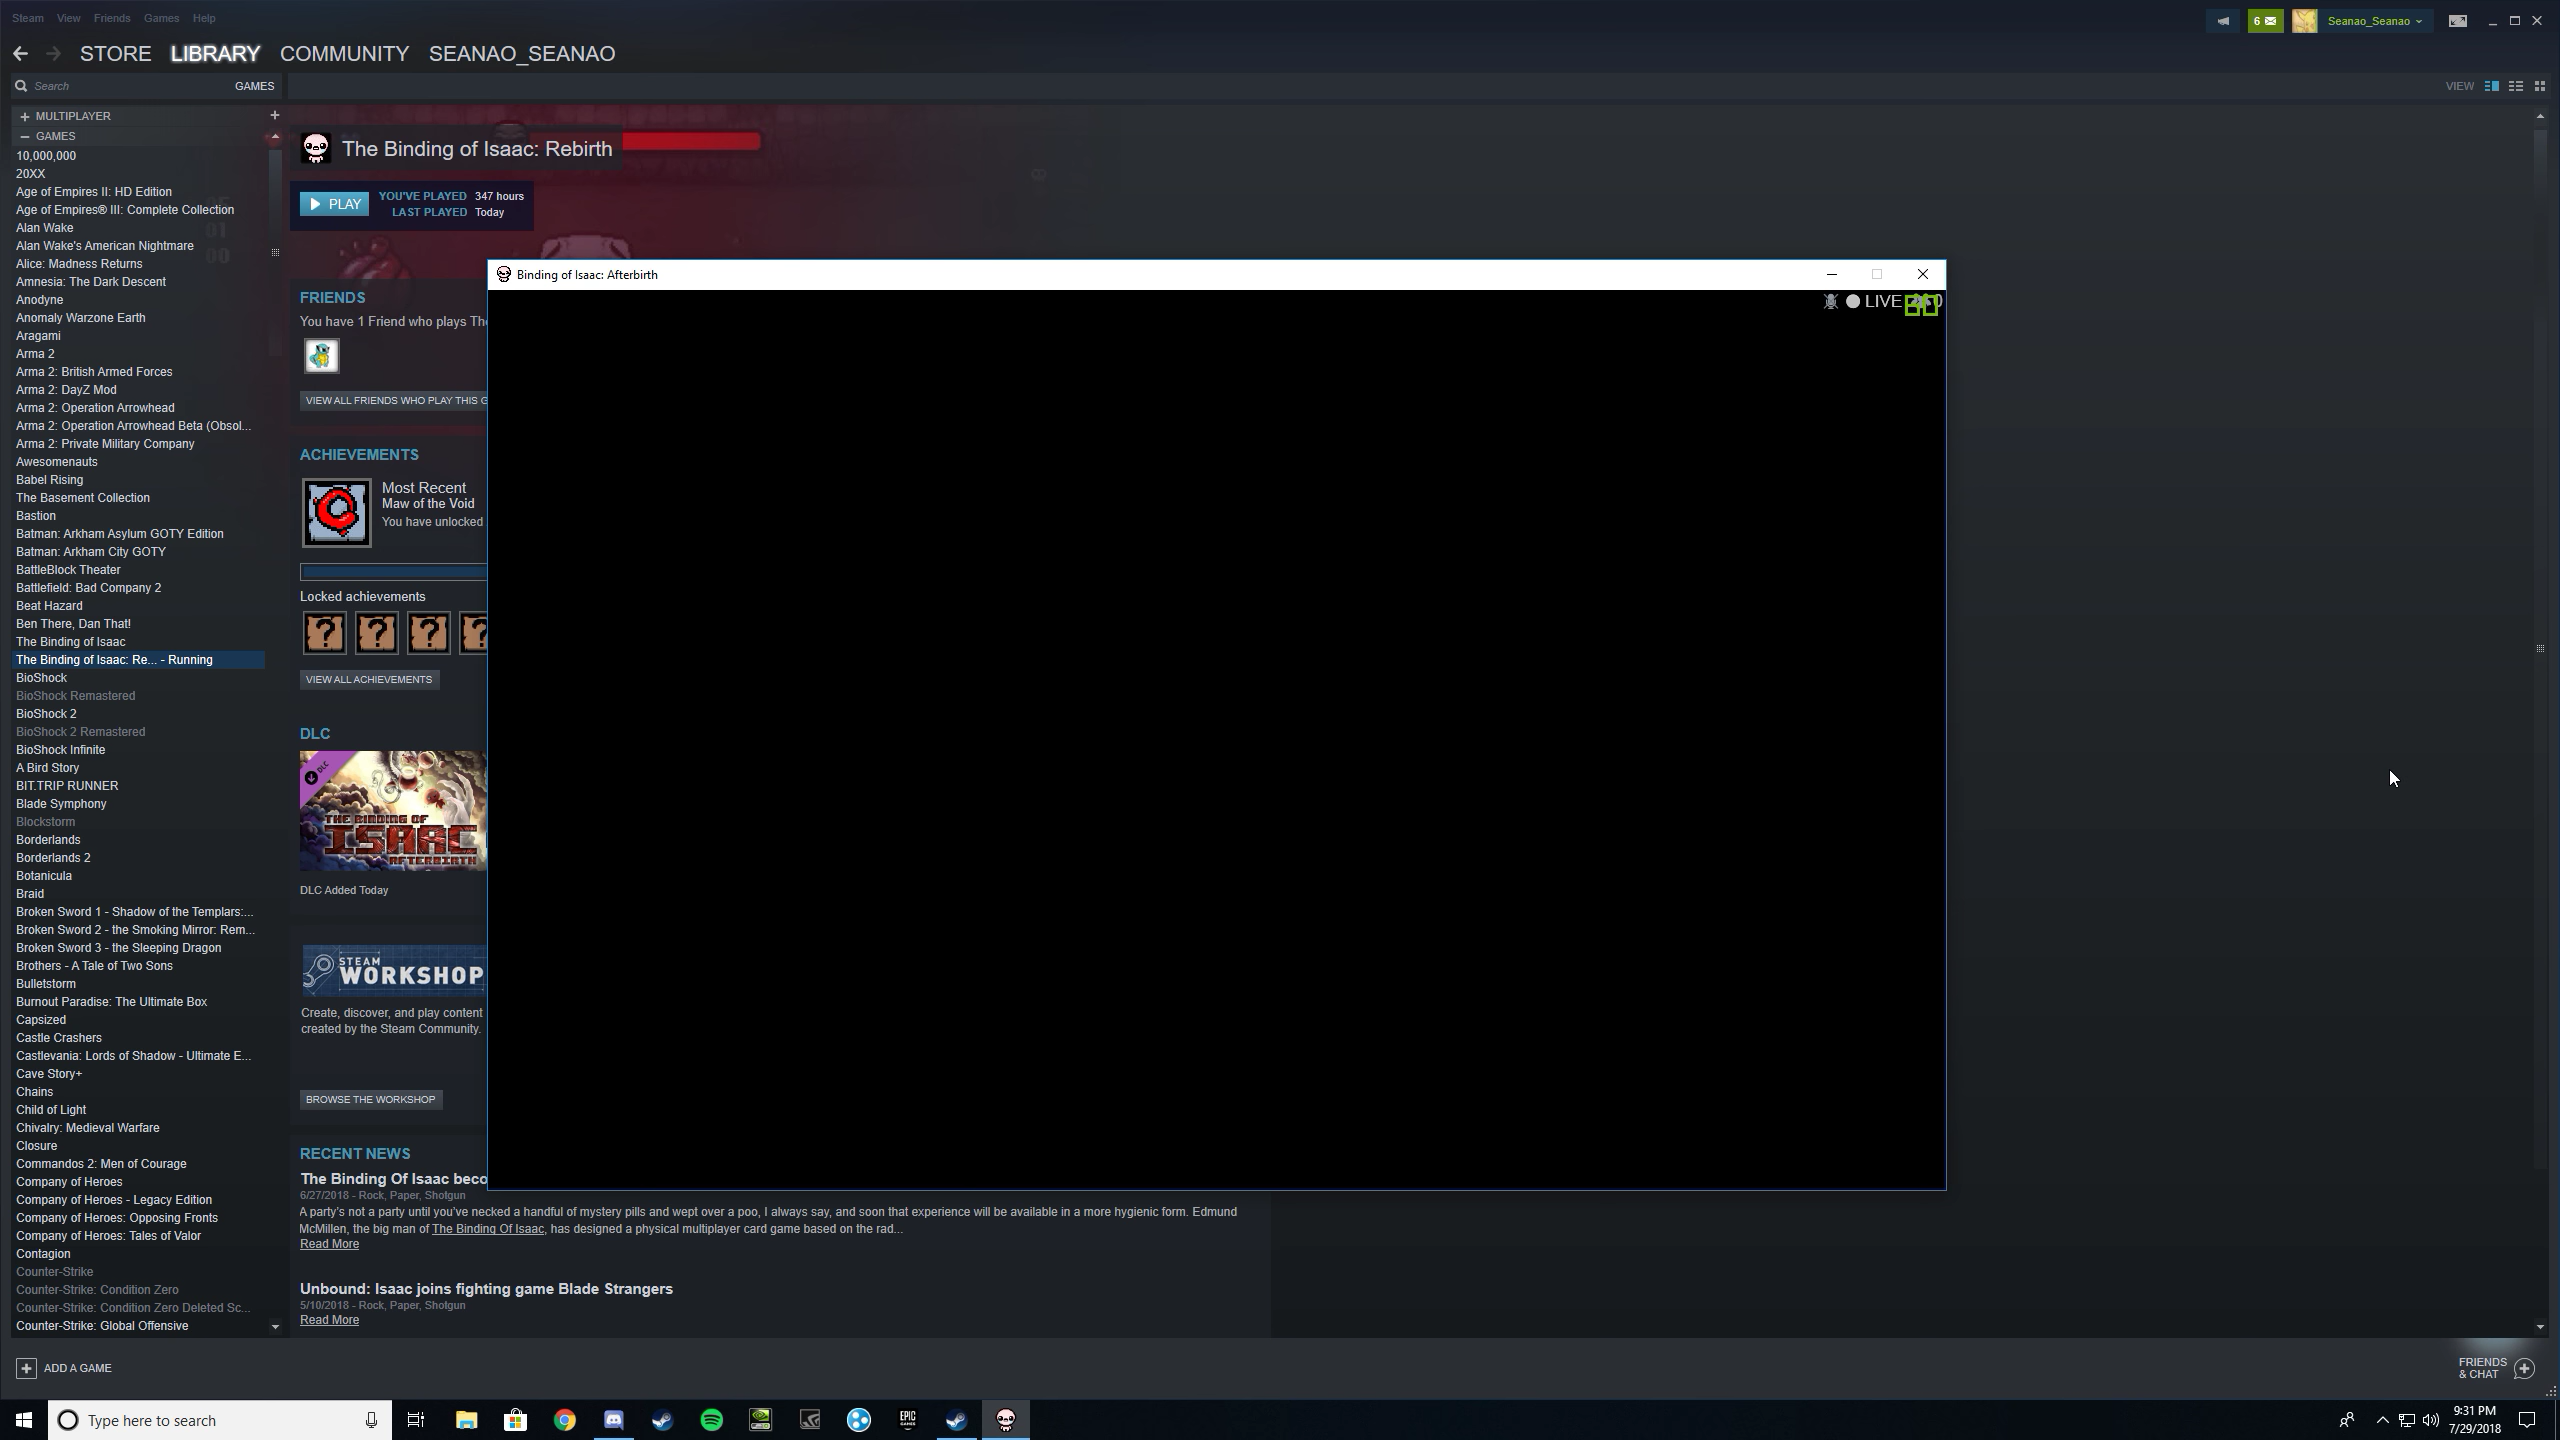 Steam View Friends Games Help
6
Seanao_Seanao
STORE LIBRARY COMMUNITY SEANAO_SEANAO
Search GAMES
VIEW
+ MULTIPLAYER +
− GAMES
10,000,000
20XX
Age of Empires II: HD Edition
Age of Empires® III: Complete Collection
Alan Wake
Alan Wake's American Nightmare
Alice: Madness Returns
Amnesia: The Dark Descent
Anodyne
Anomaly Warzone Earth
Aragami
Arma 2
Arma 2: British Armed Forces
Arma 2: DayZ Mod
Arma 2: Operation Arrowhead
Arma 2: Operation Arrowhead Beta (Obsol...
Arma 2: Private Military Company
Awesomenauts
Babel Rising
The Basement Collection
Bastion
Batman: Arkham Asylum GOTY Edition
Batman: Arkham City GOTY
BattleBlock Theater
Battlefield: Bad Company 2
Beat Hazard
Ben There, Dan That!
The Binding of Isaac
The Binding of Isaac: Re... - Running
BioShock
BioShock Remastered
BioShock 2
BioShock 2 Remastered
BioShock Infinite
A Bird Story
BIT.TRIP RUNNER
Blade Symphony
Blockstorm
Borderlands
Borderlands 2
Botanicula
Braid
Broken Sword 1 - Shadow of the Templars:...
Broken Sword 2 - the Smoking Mirror: Rem...
Broken Sword 3 - the Sleeping Dragon
Brothers - A Tale of Two Sons
Bulletstorm
Burnout Paradise: The Ultimate Box
Capsized
Castle Crashers
Castlevania: Lords of Shadow - Ultimate E...
Cave Story+
Chains
Child of Light
Chivalry: Medieval Warfare
Closure
Commandos 2: Men of Courage
Company of Heroes
Company of Heroes - Legacy Edition
Company of Heroes: Opposing Fronts
Company of Heroes: Tales of Valor
Contagion
Counter-Strike
Counter-Strike: Condition Zero
Counter-Strike: Condition Zero Deleted Sc...
Counter-Strike: Global Offensive
The Binding of Isaac: Rebirth
PLAY
YOU'VE PLAYED 347 hours
LAST PLAYED Today
FRIENDS
You have 1 Friend who plays Th
VIEW ALL FRIENDS WHO PLAY THIS G
ACHIEVEMENTS
Most Recent
Maw of the Void
You have unlocked
Locked achievements
? ? ? ?
VIEW ALL ACHIEVEMENTS
DLC
DLC
THE BINDING OF
ISAAC
AFTERBIRTH
DLC Added Today
STEAM
WORKSHOP
Create, discover, and play content
created by the Steam Community.
BROWSE THE WORKSHOP
RECENT NEWS
The Binding Of Isaac beco
6/27/2018 - Rock, Paper, Shotgun
A party's not a party until you've necked a handful of mystery pills and wept over a poo, I always say, and soon that experience will be available in a more hygienic form. Edmund
McMillen, the big man of The Binding Of Isaac, has designed a physical multiplayer card game based on the rad...
Read More
Unbound: Isaac joins fighting game Blade Strangers
5/10/2018 - Rock, Paper, Shotgun
Read More
Binding of Isaac: Afterbirth
LIVE
ADD A GAME
FRIENDS
& CHAT
Type here to search
EPIC
GAMES
9:31 PM
7/29/2018